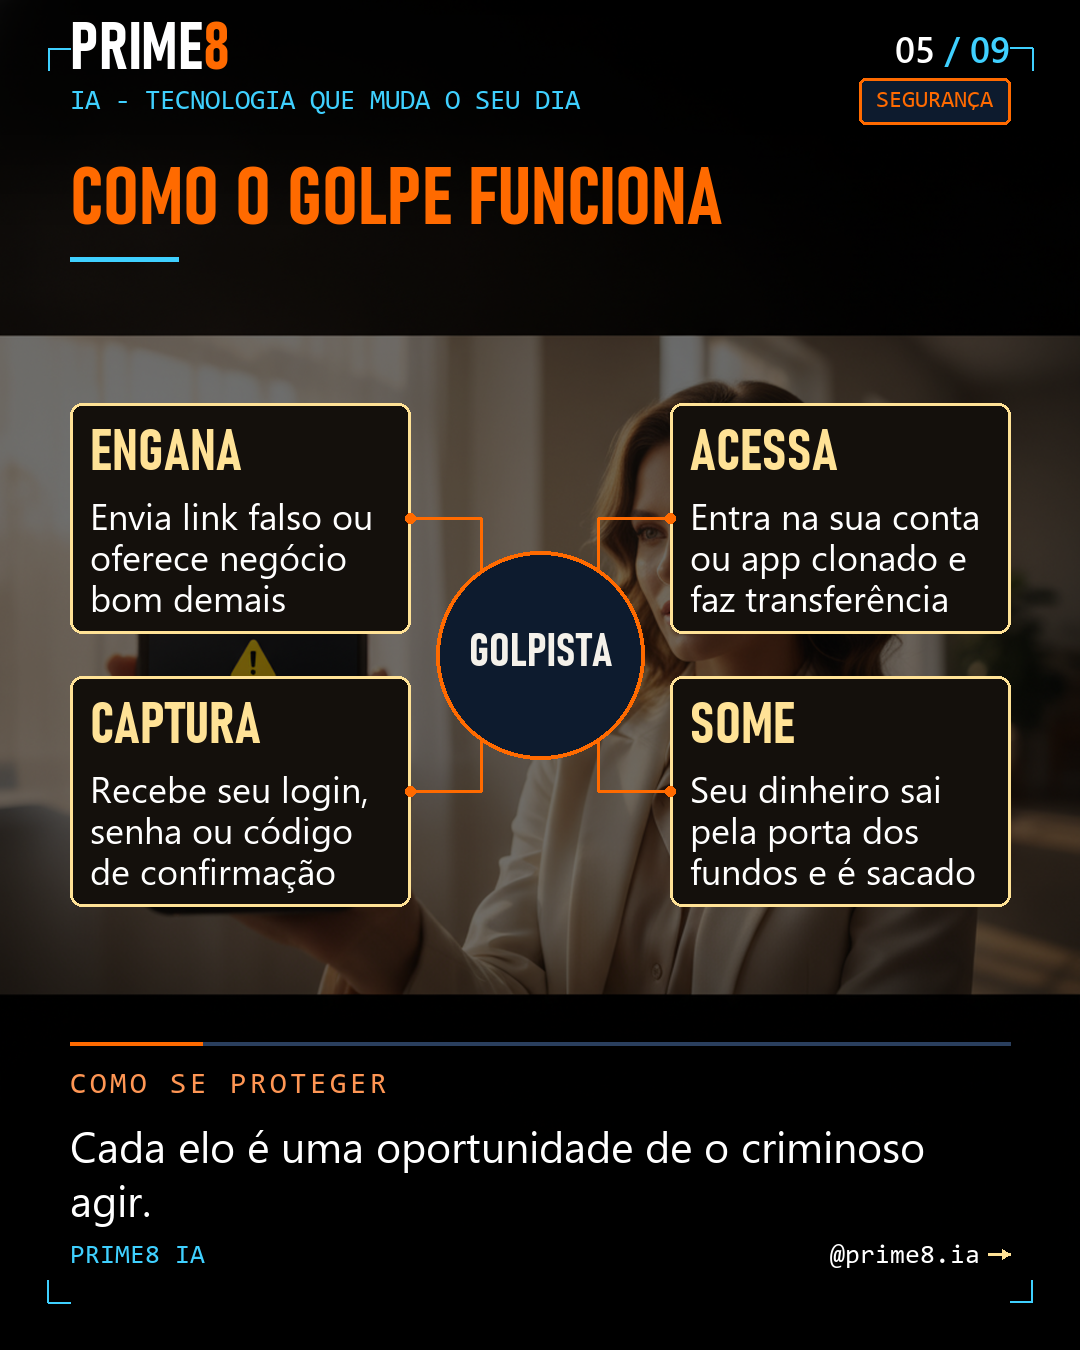 PRIME8
05 / 09
IA - TECNOLOGIA QUE MUDA O SEU DIA
SEGURANÇA
COMO O GOLPE FUNCIONA
ENGANA
Envia link falso ou
oferece negócio
bom demais
ACESSA
Entra na sua conta
ou app clonado e
faz transferência
GOLPISTA
CAPTURA
Recebe seu login,
senha ou código
de confirmação
SOME
Seu dinheiro sai
pela porta dos
fundos e é sacado
COMO SE PROTEGER
Cada elo é uma oportunidade de o criminoso
agir.
PRIME8 IA
@prime8.ia